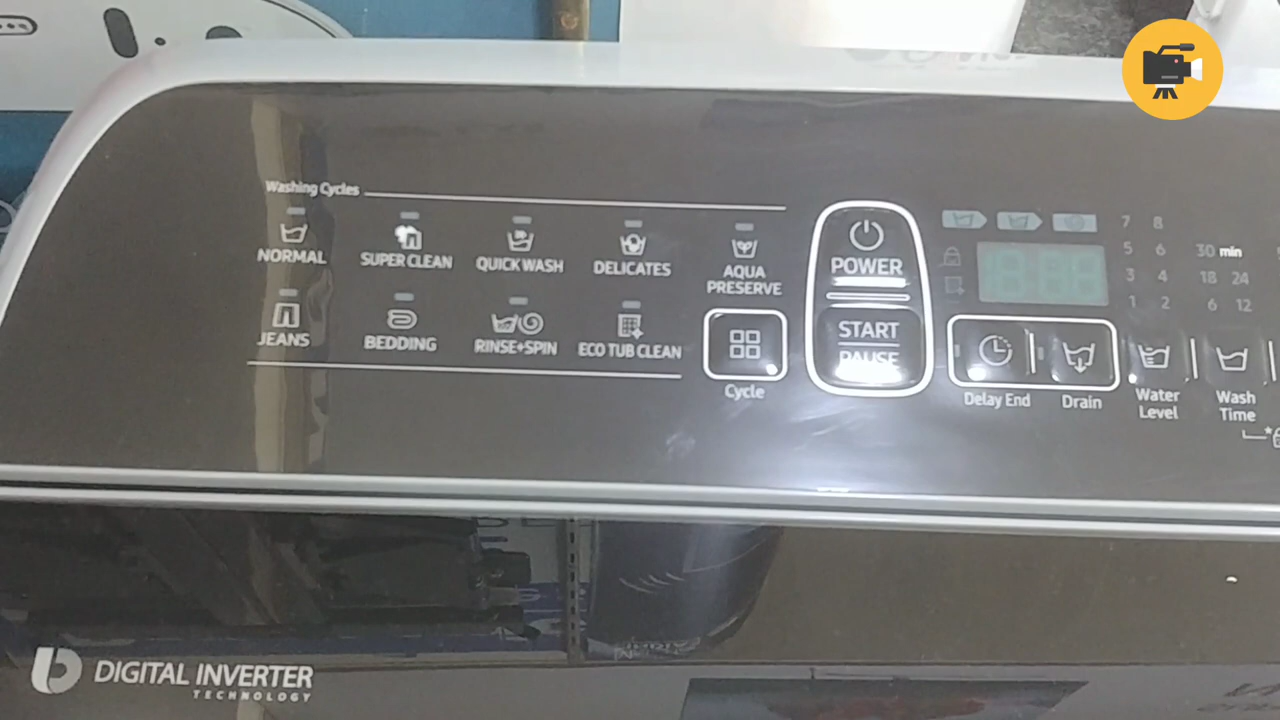 Washing Cycles
NORMAL
SUPER CLEAN
QUICK WASH
DELICATES
AQUA
PRESERVE
JEANS
BEDDING
RINSE+SPIN
ECO TUB CLEAN
Cycle
POWER
START
PAUSE
7 8
5 6
3 4
1 2
30 min
18 24
6 12
Delay End
Drain
Water
Level
Wash
Time
DIGITAL INVERTER
TECHNOLOGY